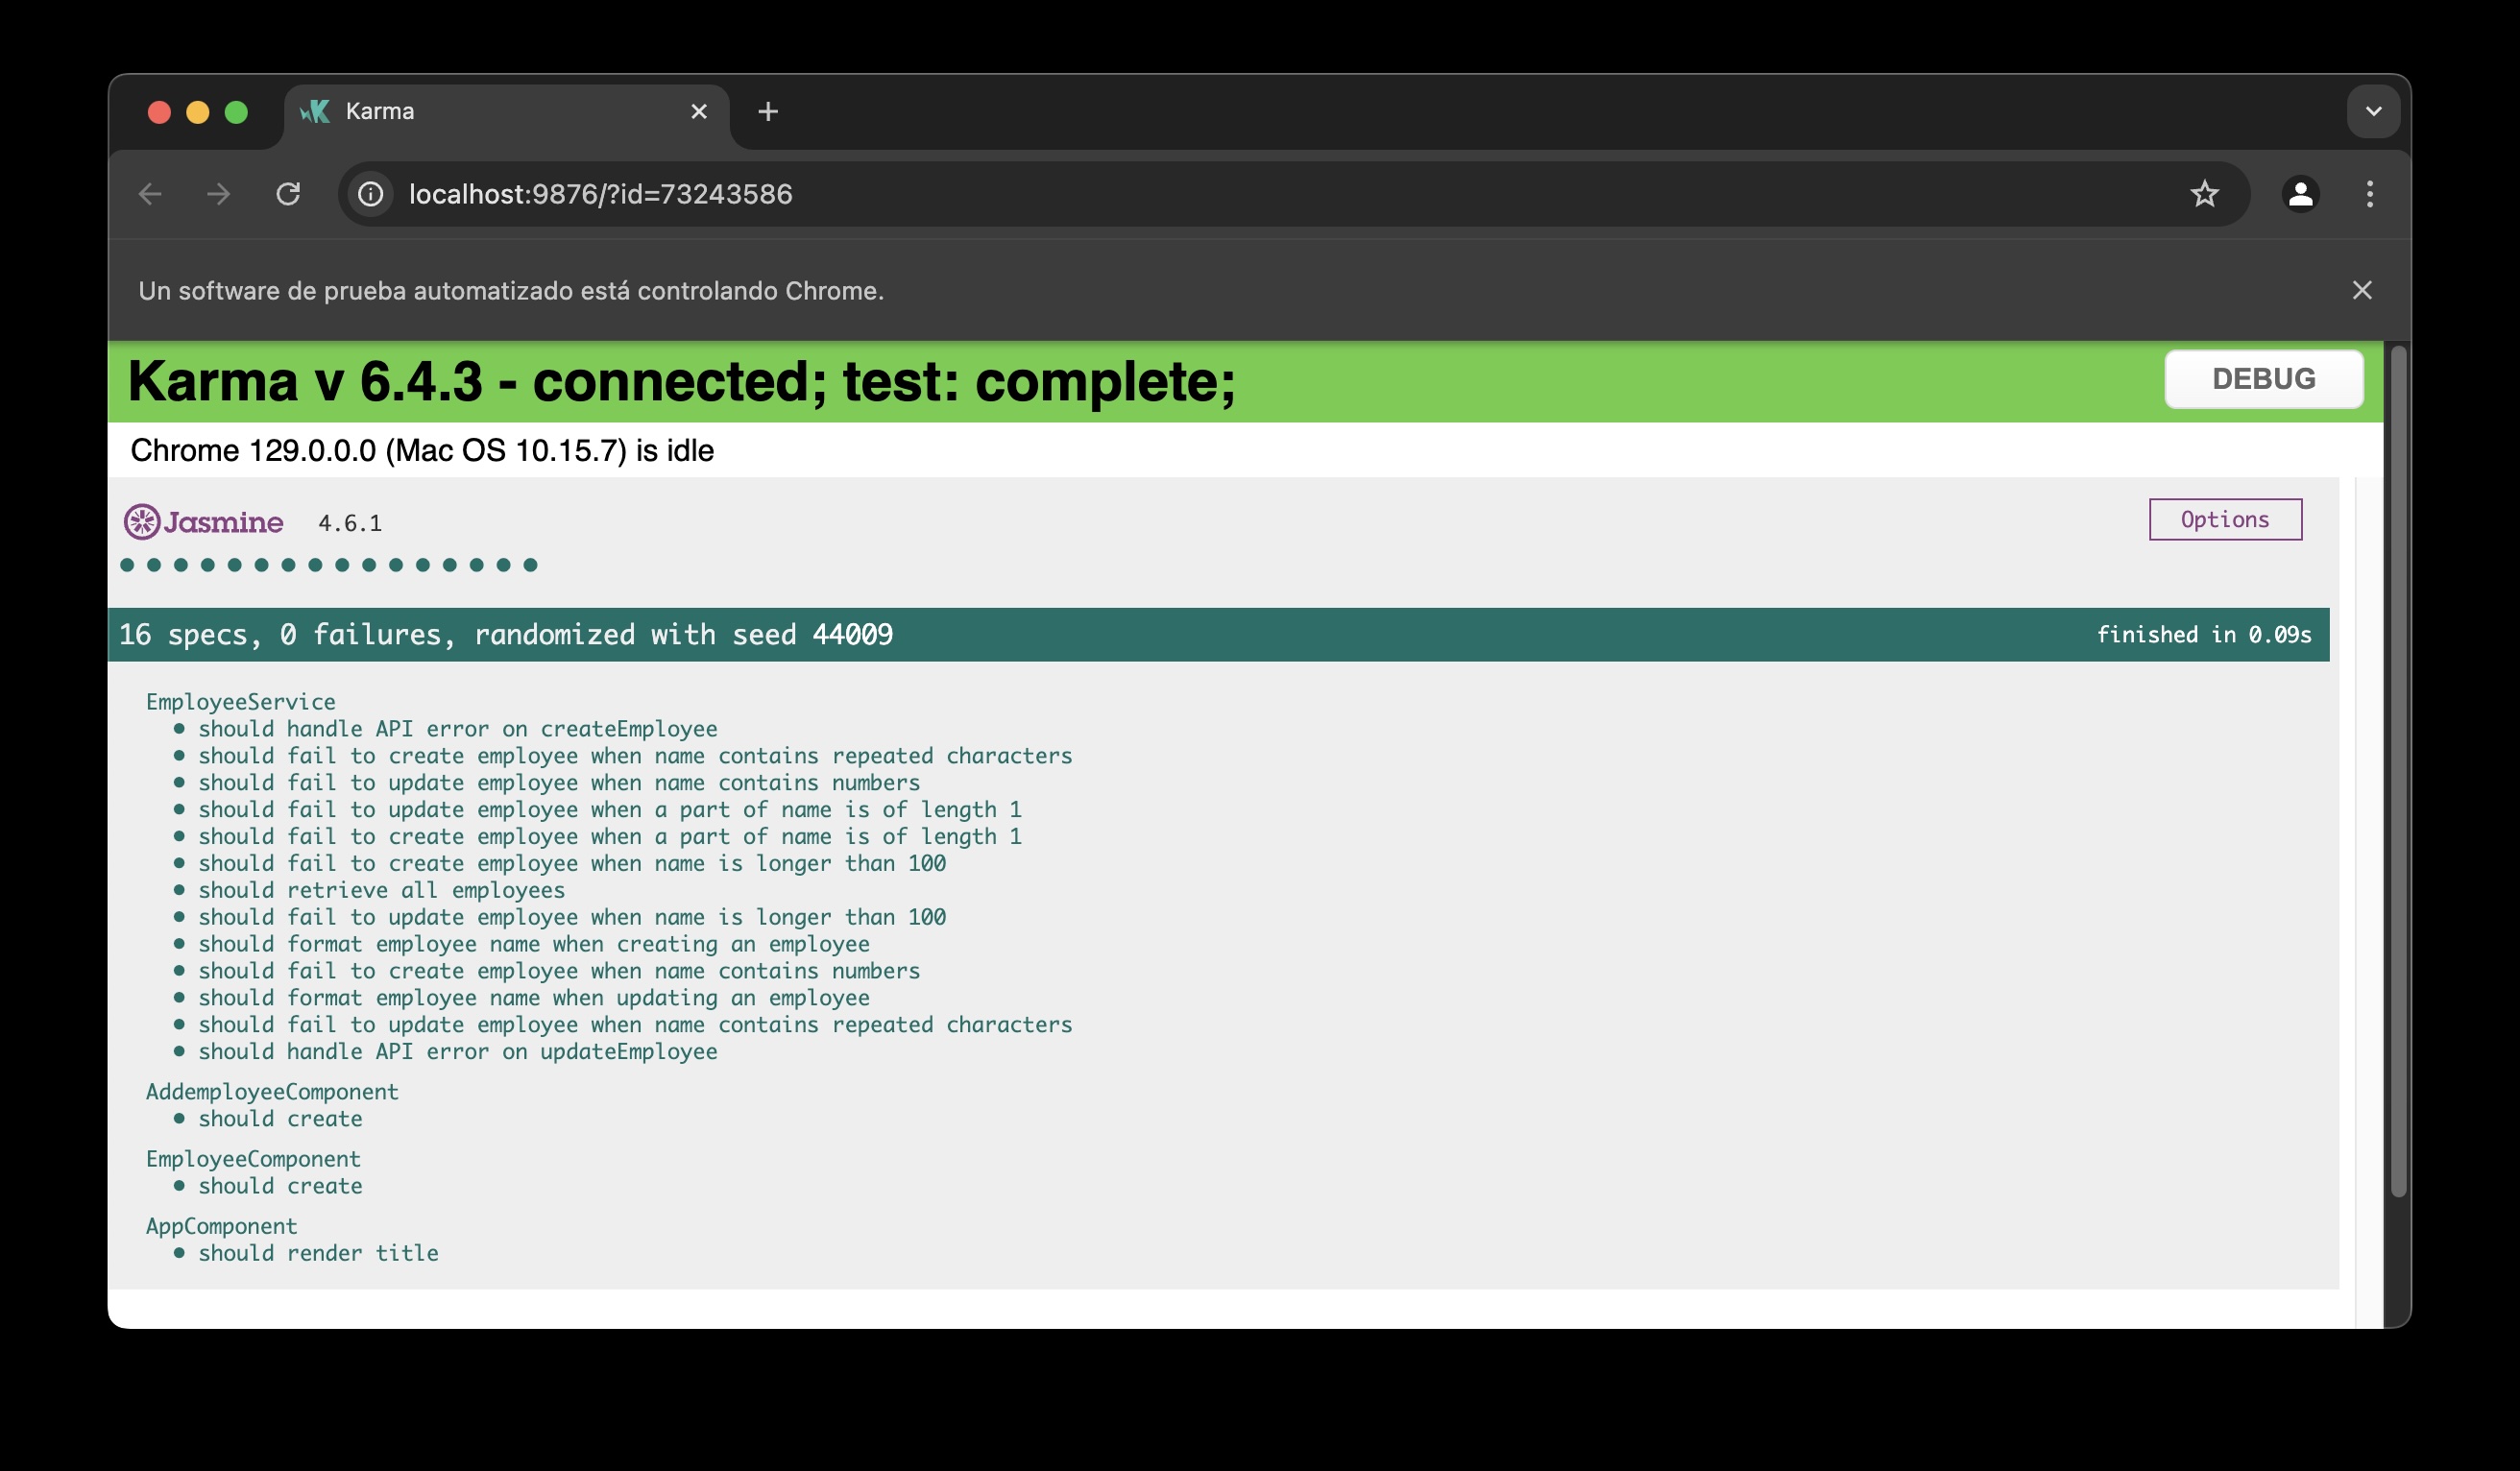 Karma
localhost:9876/?id=73243586
Un software de prueba automatizado está controlando Chrome.
Karma v 6.4.3 - connected; test: complete;
DEBUG
Chrome 129.0.0.0 (Mac OS 10.15.7) is idle
Jasmine 4.6.1
Options
16 specs, 0 failures, randomized with seed 44009
finished in 0.09s
EmployeeService
• should handle API error on createEmployee
• should fail to create employee when name contains repeated characters
• should fail to update employee when name contains numbers
• should fail to update employee when a part of name is of length 1
• should fail to create employee when a part of name is of length 1
• should fail to create employee when name is longer than 100
• should retrieve all employees
• should fail to update employee when name is longer than 100
• should format employee name when creating an employee
• should fail to create employee when name contains numbers
• should format employee name when updating an employee
• should fail to update employee when name contains repeated characters
• should handle API error on updateEmployee
AddemployeeComponent
• should create
EmployeeComponent
• should create
AppComponent
• should render title